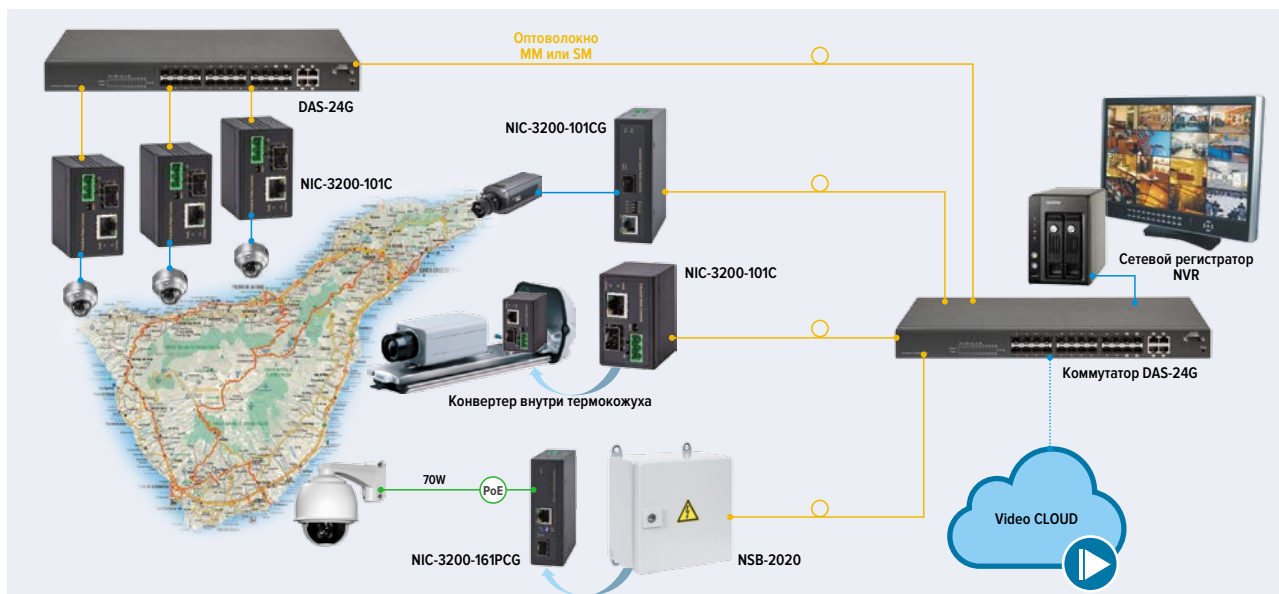 Оптоволокно
MM или SM
DAS-24G
NIC-3200-101CG
NIC-3200-101C
NIC-3200-101C
Сетевой регистратор
NVR
Коммутатор DAS-24G
Конвертер внутри термокожуха
70W
PoE
Video CLOUD
NIC-3200-161PCG
NSB-2020